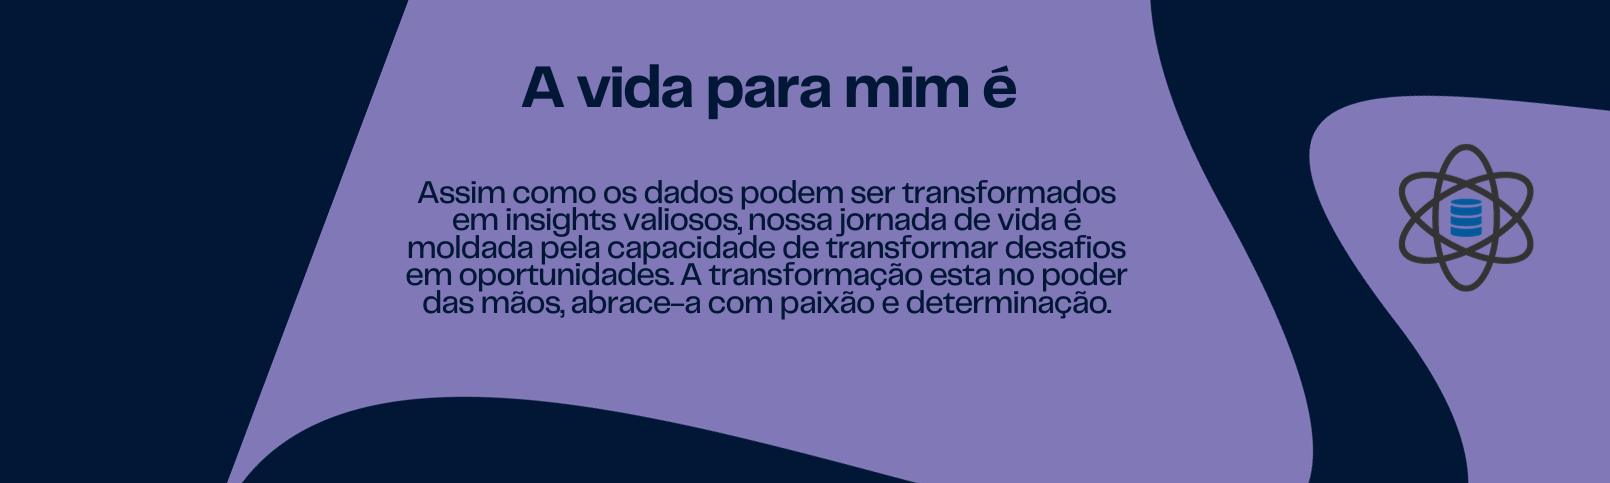 A vida para mim é
Assim como os dados podem ser transformados
em insights valiosos, nossa jornada de vida é
moldada pela capacidade de transformar desafios
em oportunidades. A transformação esta no poder
das mãos, abrace-a com paixão e determinação.